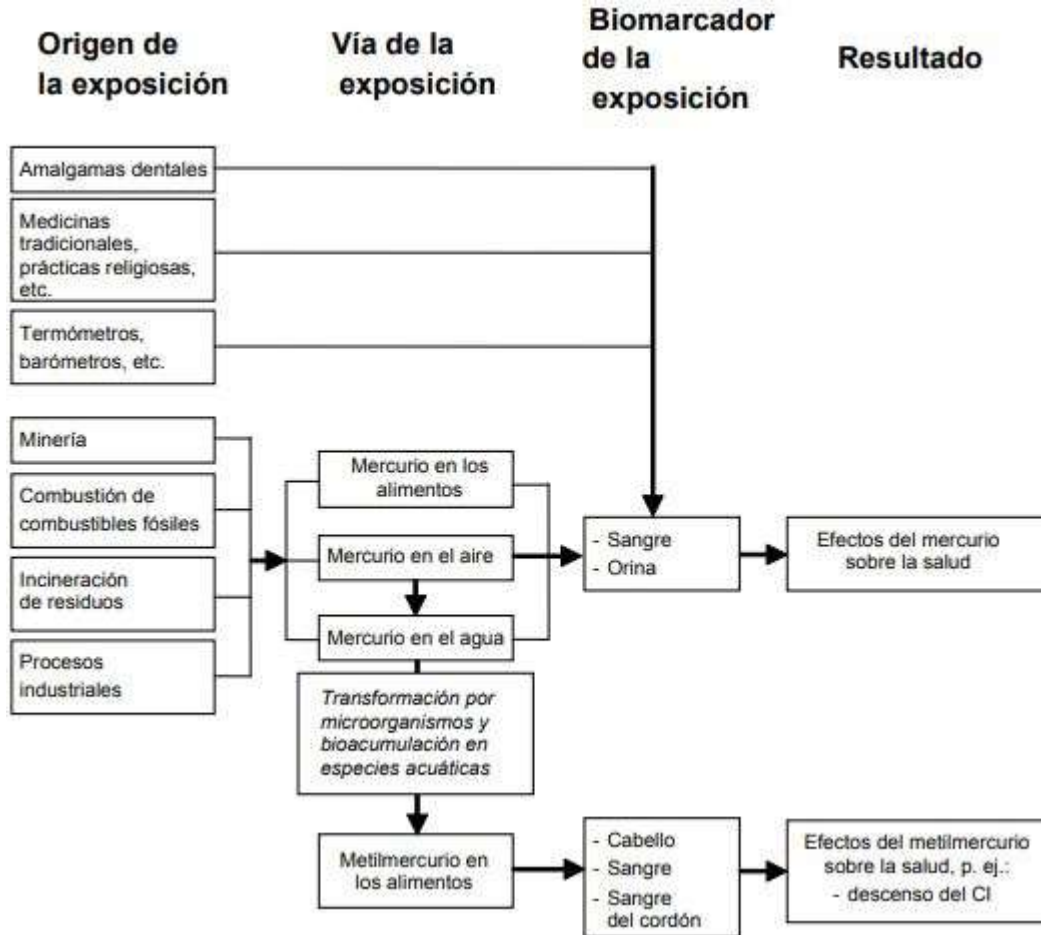 Origen de
la exposición
Vía de la
exposición
Biomarcador
de la
exposición
Resultado
Amalgamas dentales
Medicinas
tradicionales,
prácticas religiosas,
etc.
Termómetros,
barómetros, etc.
Minería
Combustión de
combustibles fósiles
Incineración
de residuos
Procesos
industriales
Mercurio en los
alimentos
Mercurio en el aire
Mercurio en el agua
Transformación por
microorganismos y
bioacumulación en
especies acuáticas
Metilmercurio en
los alimentos
- Sangre
- Orina
- Cabello
- Sangre
- Sangre
del cordón
Efectos del mercurio
sobre la salud
Efectos del metilmercurio
sobre la salud, p. ej.:
- descenso del CI